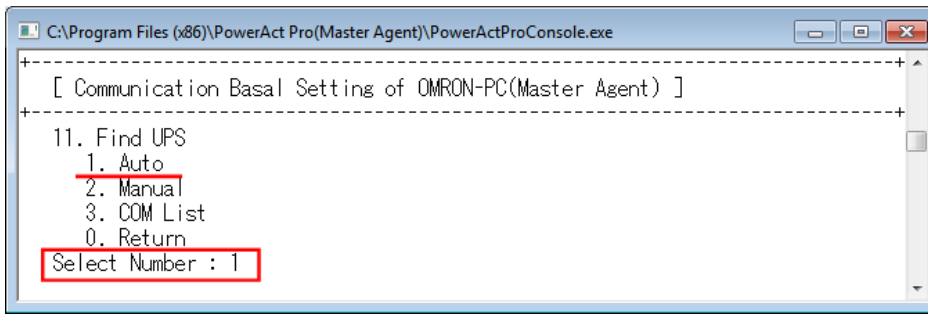 C:\Program Files (x86)\PowerAct Pro(Master Agent)\PowerActProConsole.exe
[ Communication Basal Setting of OMRON-PC(Master Agent) ]
11. Find UPS
1. Auto
2. Manual
3. COM List
0. Return
Select Number : 1